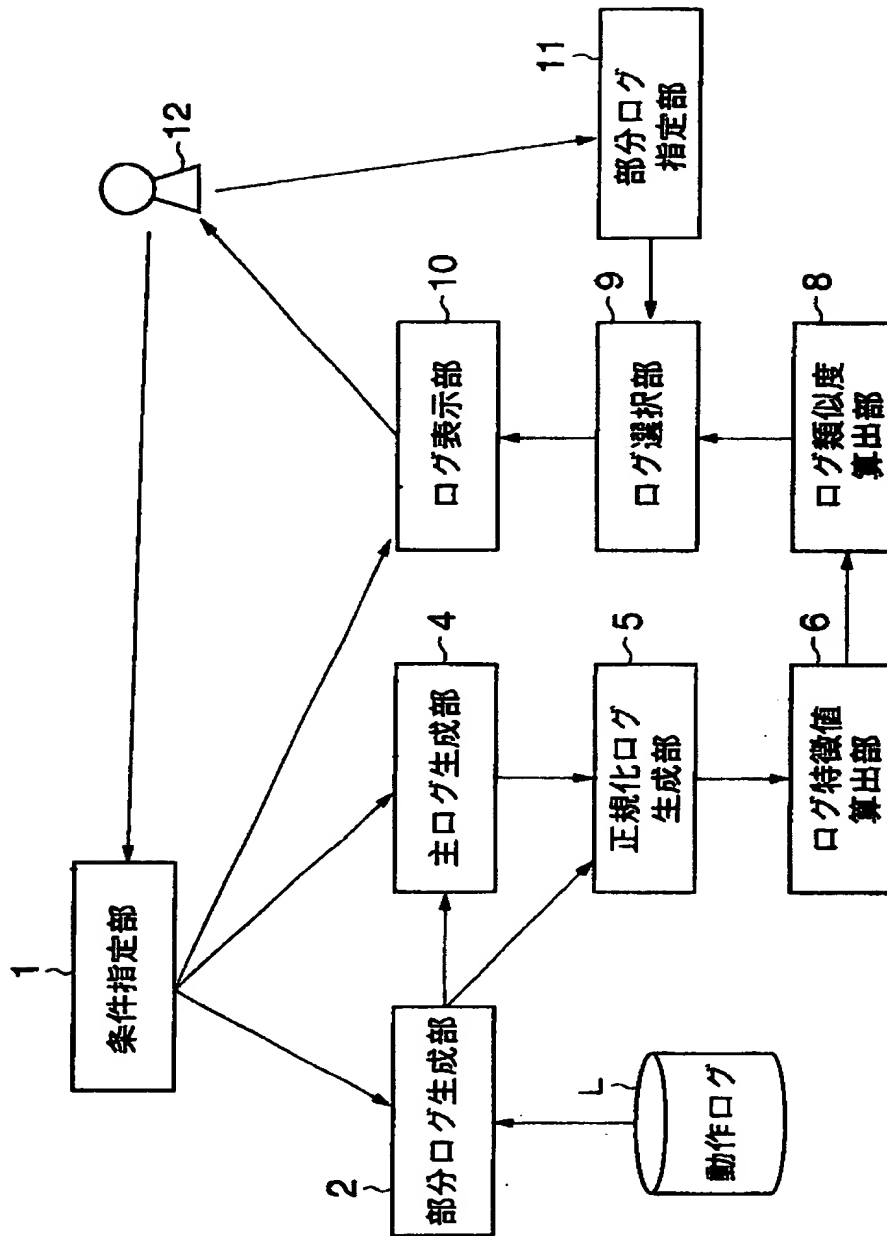 1
条件指定部
12
2
部分ログ生成部
4
主ログ生成部
10
ログ表示部
L
動作ログ
5
正規化ログ
生成部
9
ログ選択部
11
部分ログ
指定部
6
ログ特徴値
算出部
8
ログ類似度
算出部